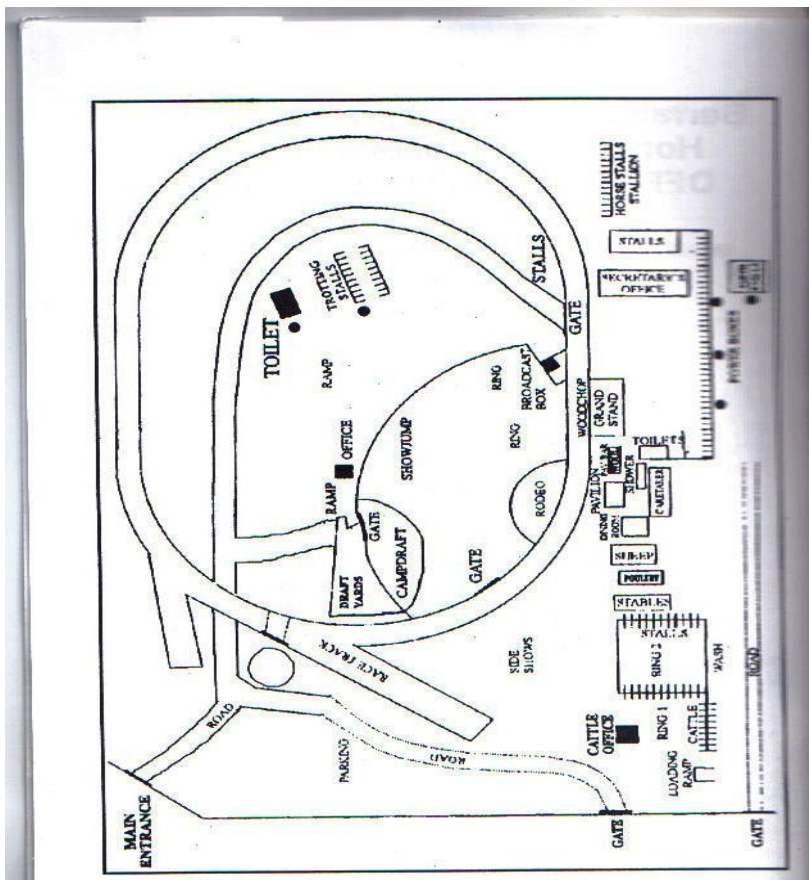 HORSE STALLS
STALLION
STALLS
SECRETARY'S
OFFICE
POWER BOXES
STALLS
GATE
TROTTING
STALLS
TOILET
RAMP
RING
BROADCAST
BOX
WOODCHOP
GRAND
STAND
TOILETS
OFFICE
SHOWJUMP
RING
PAVILION
BAR
SHOWER
CARETAKER
RAMP
GATE
RODEO
DINING
ROOM
CAMPDRAFT
DRAFT
YARDS
GATE
SHEEP
POULTRY
STABLES
RACE TRACK
SIDE
SHOWS
STALLS
RING 2
WASH
ROAD
ROAD
PARKING
ROAD
CATTLE
OFFICE
RING 1
CATTLE
LOADING
RAMP
MAIN
ENTRANCE
GATE
GATE